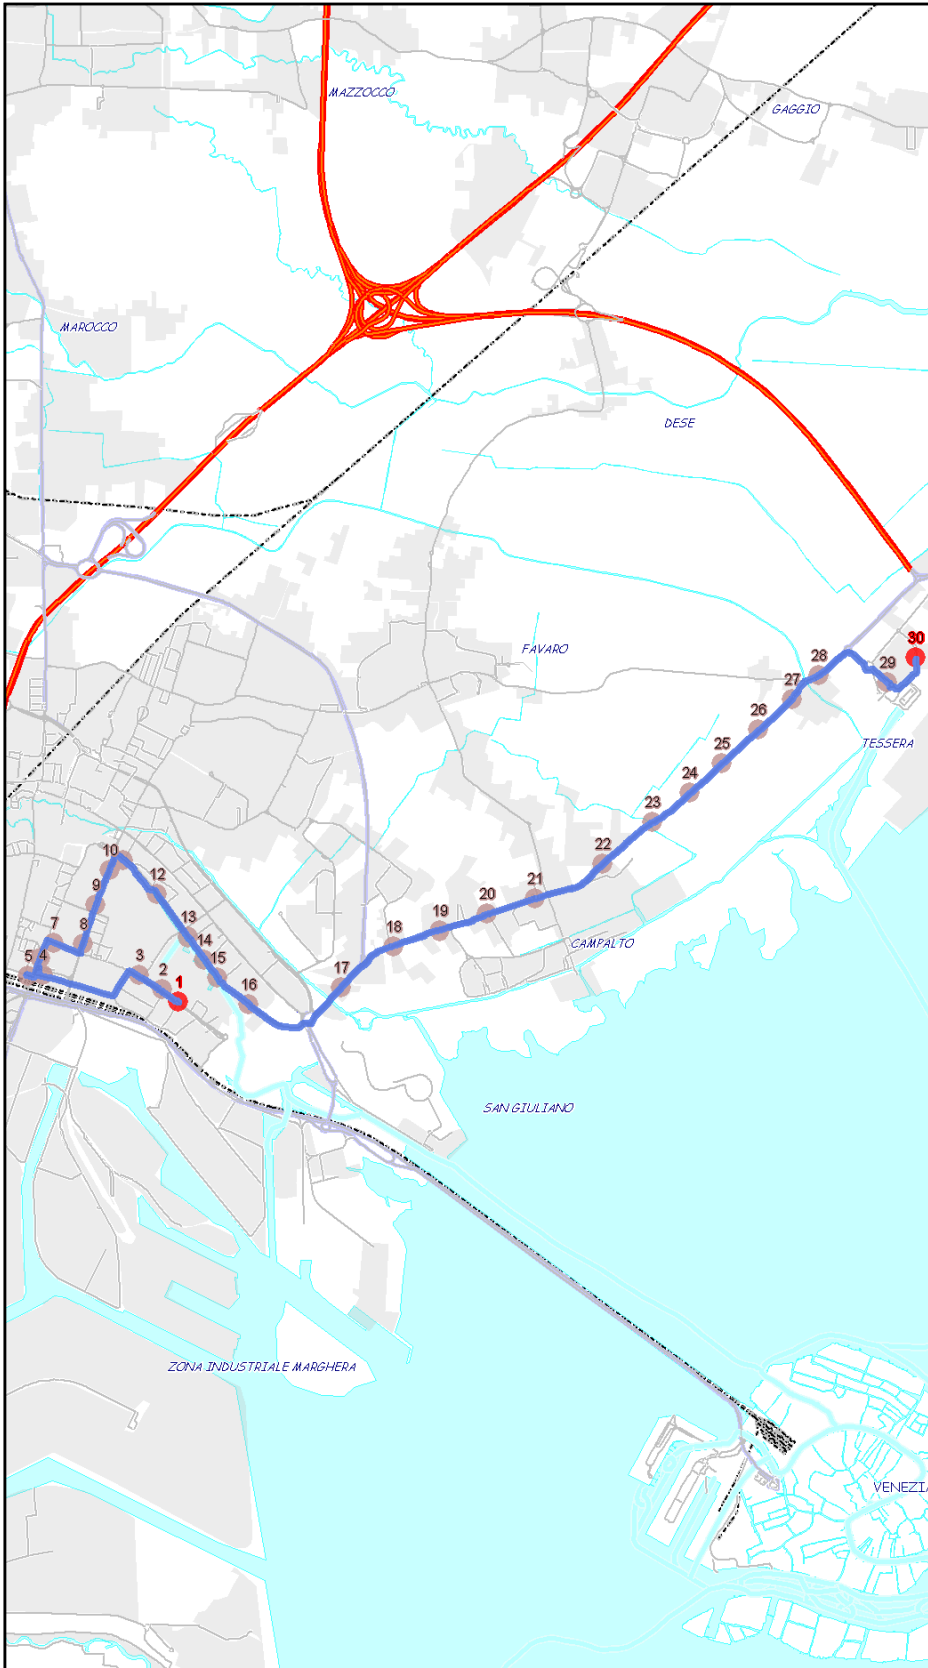 MAZZOCCO
GAGGIO
MAROCCO
DESE
FAVARO
30
28
29
27
26
TESSERA
25
24
23
22
21
20
19
18
CAMPALTO
17
10
12
9
13
7
8
14
5
4
3
15
2
1
16
SAN GIULIANO
ZONA INDUSTRIALE MARGHERA
VENEZIA